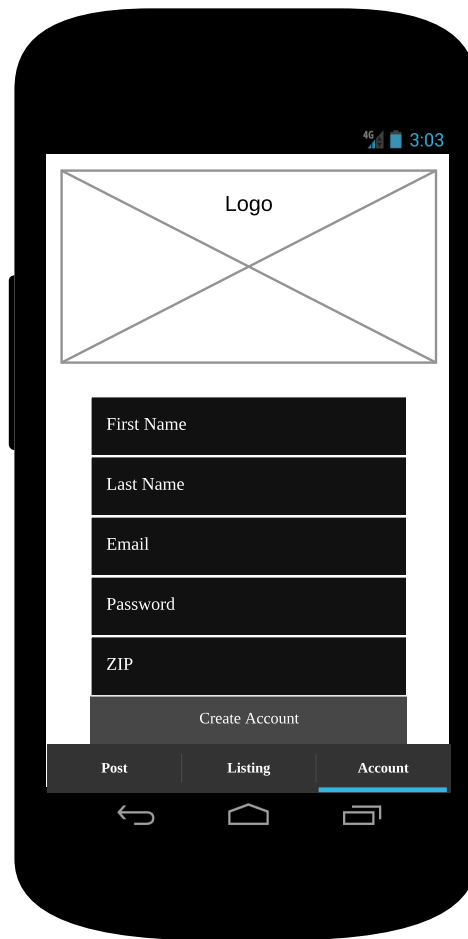 4G 3:03
Logo
First Name
Last Name
Email
Password
ZIP
Create Account
Post Listing Account